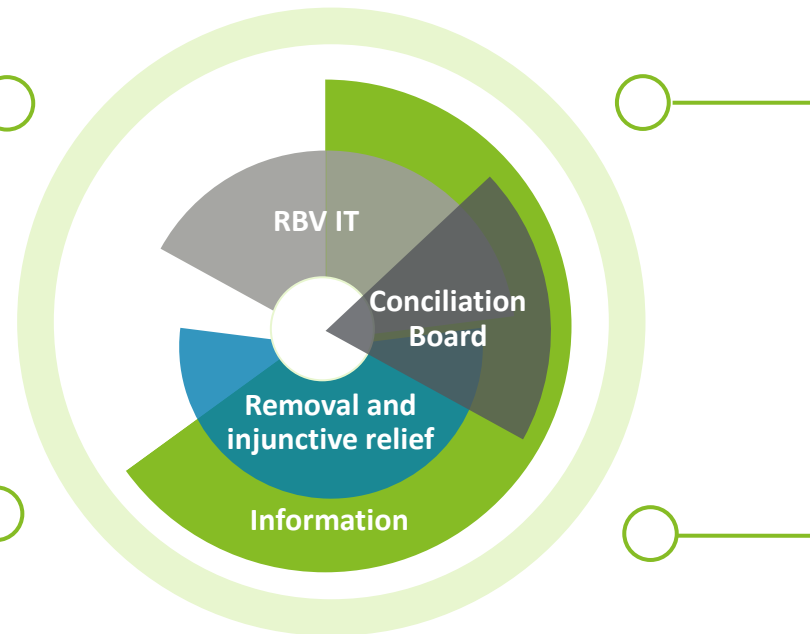 RBV IT
Conciliation
Board
Removal and
injunctive relief
Information